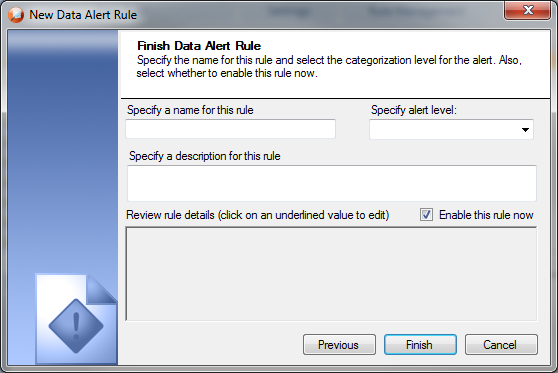 New Data Alert Rule
Finish Data Alert Rule
Specify the name for this rule and select the categorization level for the alert. Also,
select whether to enable this rule now.
Specify a name for this rule
Specify alert level:
Specify a description for this rule
Review rule details (click on an underlined value to edit)
Enable this rule now
Previous
Finish
Cancel